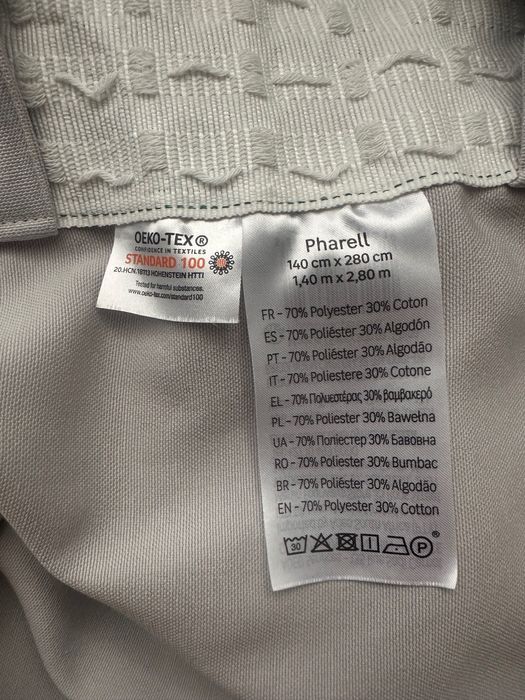 OEKO-TEX®
CONFIDENCE IN TEXTILES
STANDARD 100
20.HCN.18713 HOHENSTEIN HTTI
Tested for harmful substances.
www.oeko-tex.com/standard100
Pharell
140 cm x 280 cm
1,40 m x 2,80 m
FR - 70% Polyester 30% Coton
ES - 70% Poliéster 30% Algodón
PT - 70% Poliéster 30% Algodão
IT - 70% Poliestere 30% Cotone
EL - 70% Πολυεστέρας 30% βαμβακερό
PL - 70% Poliester 30% Bawełna
UA - 70% Поліестер 30% Бавовна
RO - 70% Poliester 30% Bumbac
BR - 70% Poliéster 30% Algodão
EN - 70% Polyester 30% Cotton
30 P ®